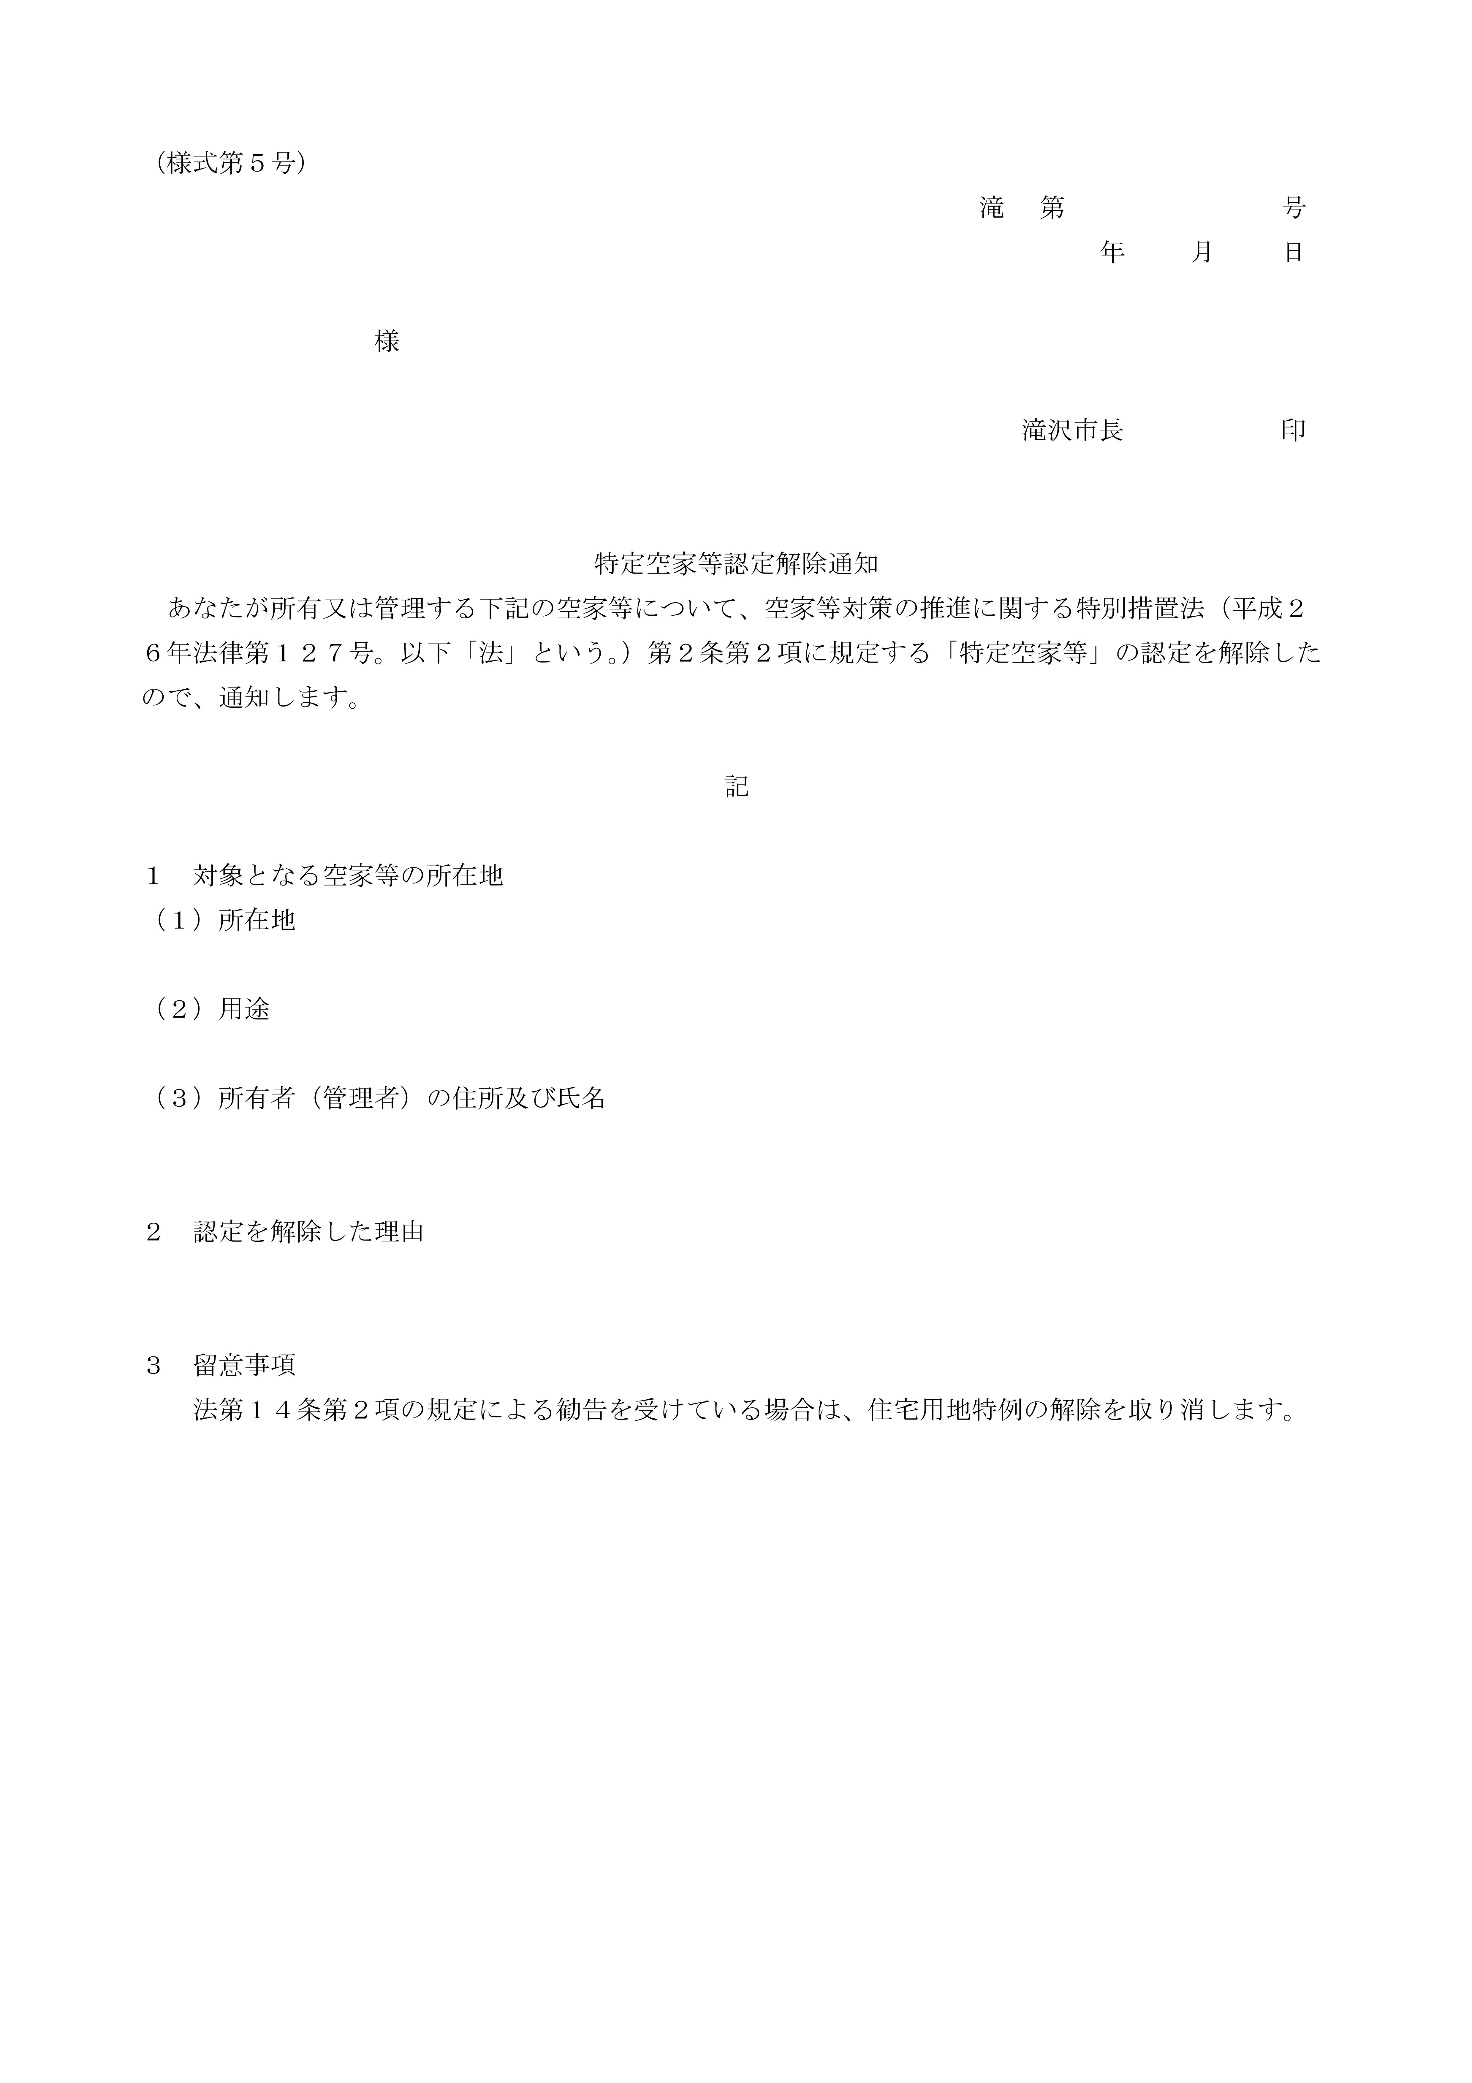 （様式第５号）
滝　第　　　　　　　　号
年　　月　　日
様
滝沢市長　　　　　　印
特定空家等認定解除通知
　あなたが所有又は管理する下記の空家等について、空家等対策の推進に関する特別措置法（平成２
６年法律第１２７号。以下「法」という。）第２条第２項に規定する「特定空家等」の認定を解除した
ので、通知します。
記
１　対象となる空家等の所在地
（１）所在地
（２）用途
（３）所有者（管理者）の住所及び氏名
２　認定を解除した理由
３　留意事項
　　法第１４条第２項の規定による勧告を受けている場合は、住宅用地特例の解除を取り消します。